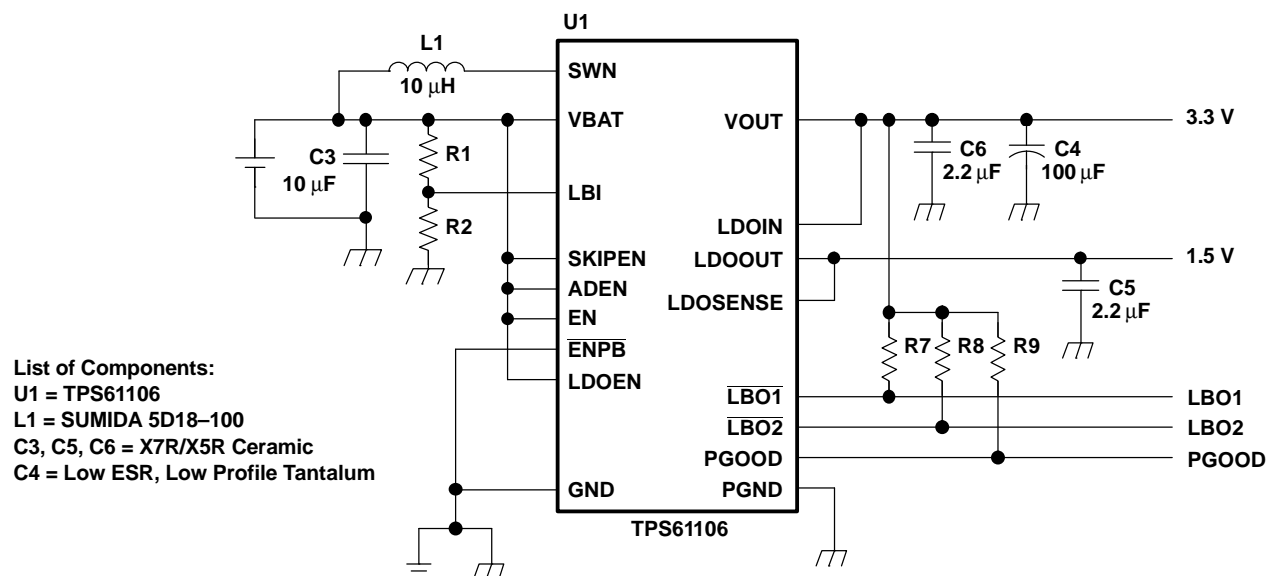 U1
L1
10 μH
SWN
VBAT
VOUT
3.3 V
C3
10 μF
R1
R2
LBI
C6
2.2 μF
C4
100 μF
LDOIN
SKIPEN
LDOOUT
1.5 V
ADEN
LDOSENSE
C5
2.2 μF
EN
ENPB
LDOEN
R7
R8
R9
List of Components:
U1 = TPS61106
L1 = SUMIDA 5D18–100
C3, C5, C6 = X7R/X5R Ceramic
C4 = Low ESR, Low Profile Tantalum
LBO1
LBO1
LBO2
LBO2
PGOOD
PGOOD
GND
PGND
TPS61106